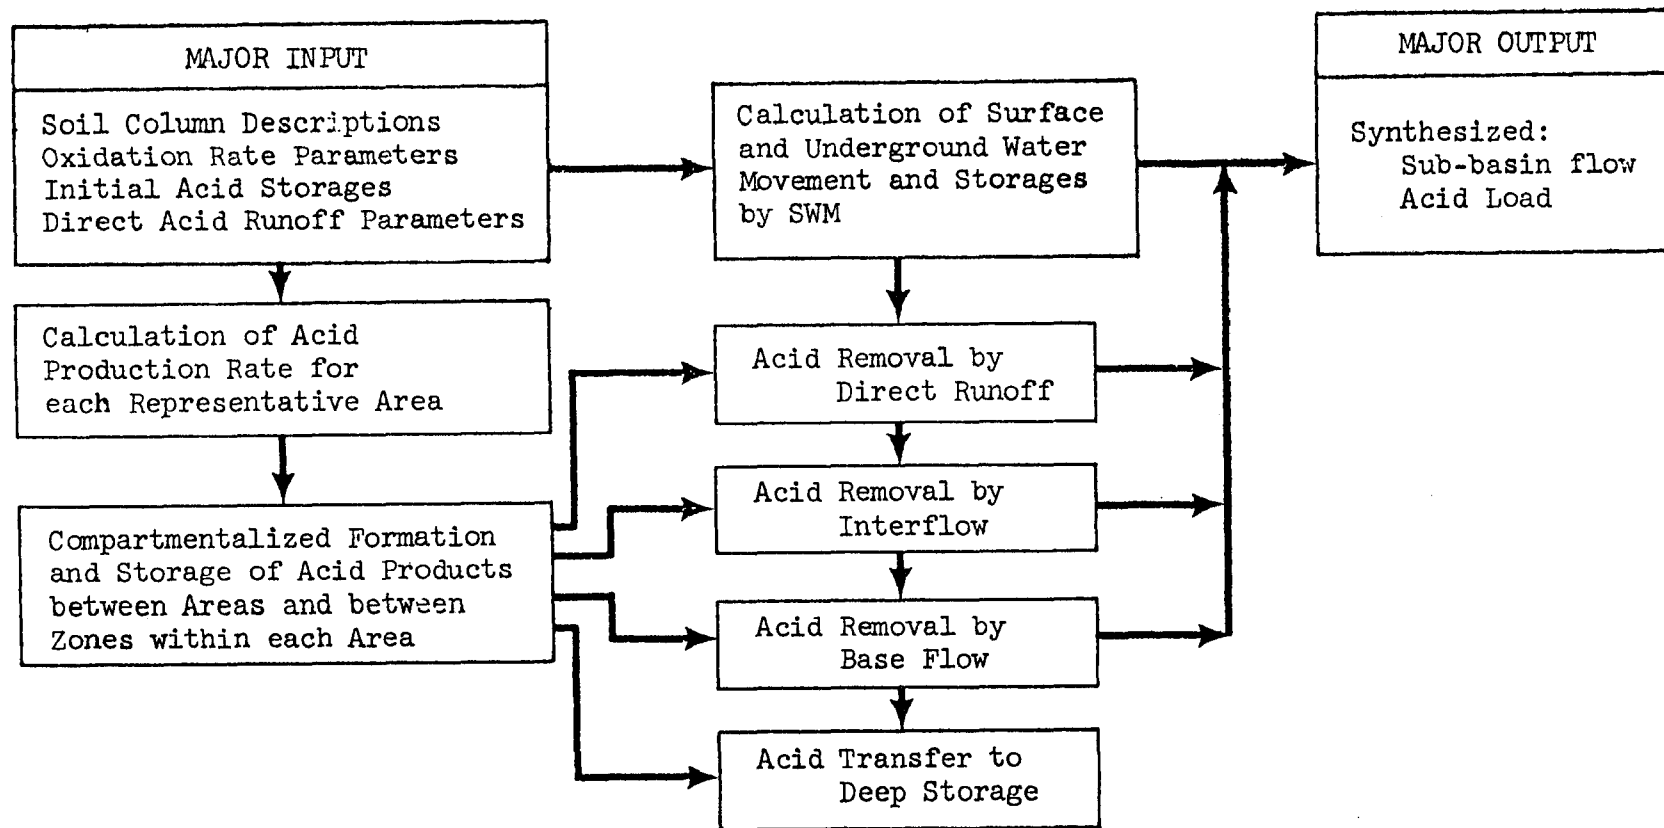 MAJOR INPUT
Soil Column Descriptions
Oxidation Rate Parameters
Initial Acid Storages
Direct Acid Runoff Parameters
Calculation of Acid
Production Rate for
each Representative Area
Compartmentalized Formation
and Storage of Acid Products
between Areas and between
Zones within each Area
Calculation of Surface
and Underground Water
Movement and Storages
by SWM
Acid Removal by
Direct Runoff
Acid Removal by
Interflow
Acid Removal by
Base Flow
Acid Transfer to
Deep Storage
MAJOR OUTPUT
Synthesized:
Sub-basin flow
Acid Load